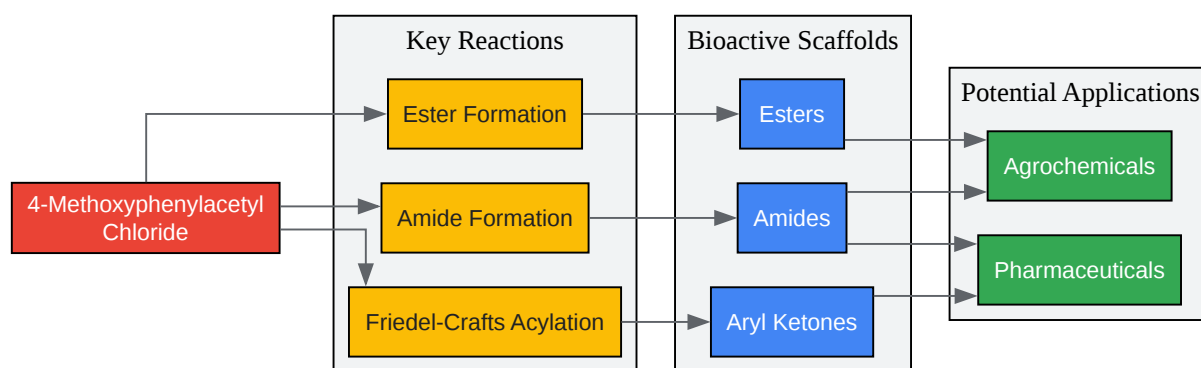 Key Reactions
Bioactive Scaffolds
Potential Applications
4-Methoxyphenylacetyl
Chloride
Ester Formation
Amide Formation
Friedel-Crafts Acylation
Esters
Amides
Aryl Ketones
Agrochemicals
Pharmaceuticals